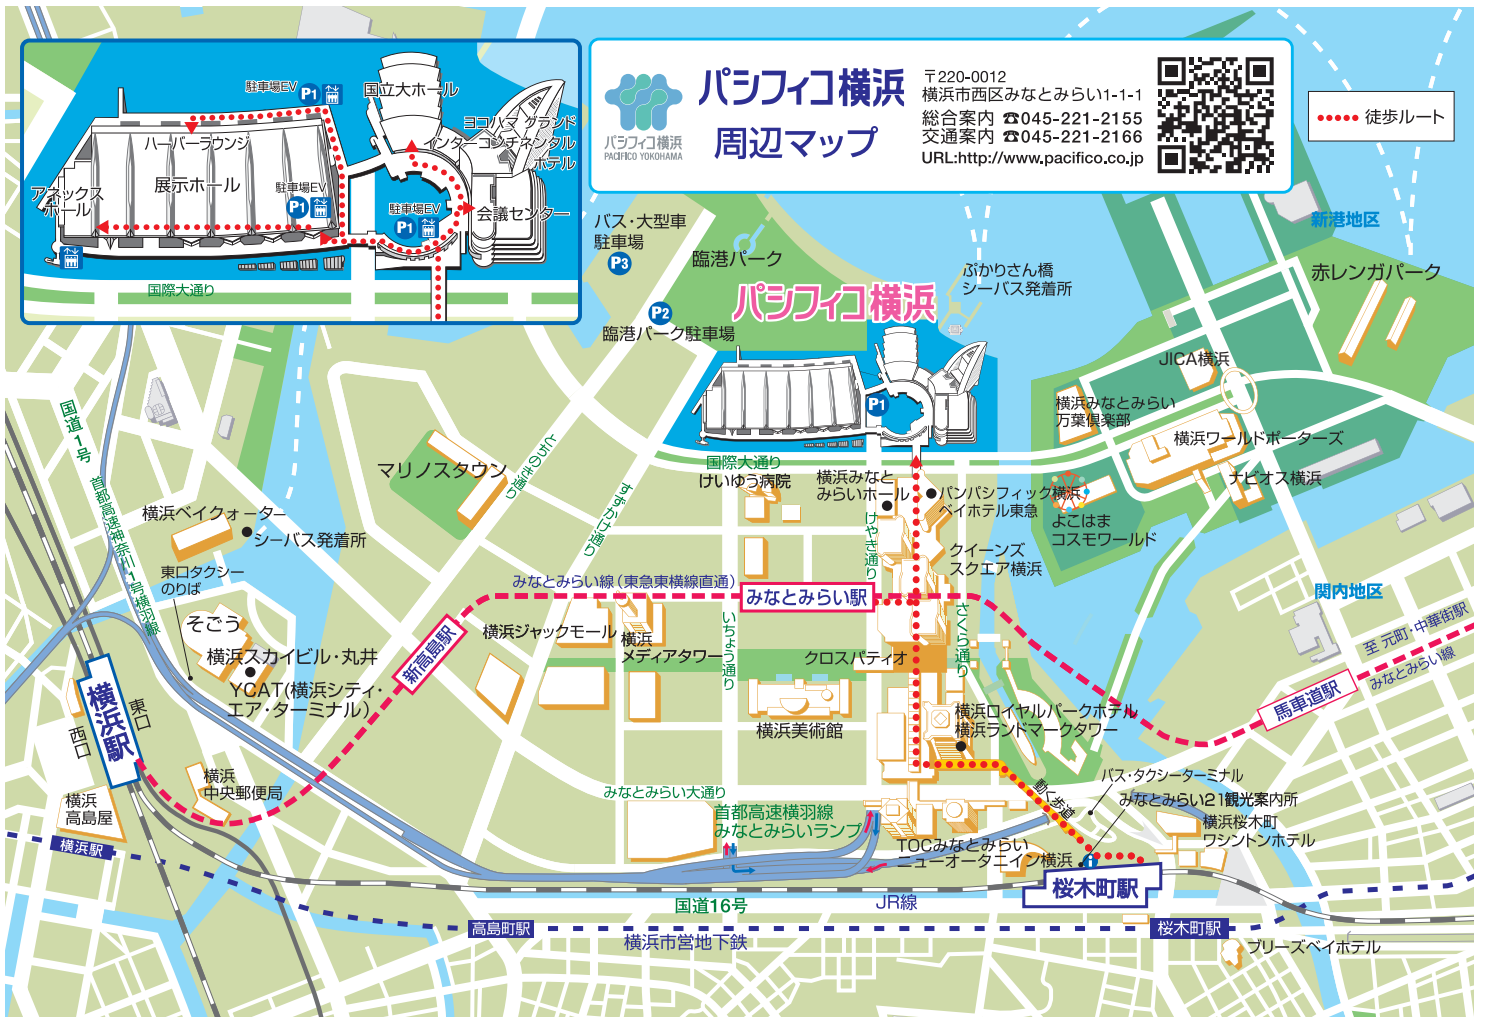 パシフィコ横浜
周辺マップ
パシフィコ横浜
PACIFICO YOKOHAMA
〒220-0012
横浜市西区みなとみらい1-1-1
総合案内 ☎045-221-2155
交通案内 ☎045-221-2166
URL:http://www.pacifico.co.jp
徒歩ルート
駐車場EV
P1
国立大ホール
ヨコハマ グランド
インターコンチネンタル
ホテル
ハーバーラウンジ
展示ホール
アネックス
ホール
駐車場EV
P1
駐車場EV
P1
会議センター
国際大通り
バス・大型車
駐車場
P3
臨港パーク
P2
臨港パーク駐車場
パシフィコ横浜
P1
ぷかりさん橋
シーバス発着所
新港地区
赤レンガパーク
JICA横浜
横浜みなとみらい
万葉倶楽部
横浜ワールドポーターズ
ナビオス横浜
よこはま
コスモワールド
国道1号
首都高速神奈川1号横羽線
マリノスタウン
とちのき通り
すずかけ通り
国際大通り
けいゆう病院
横浜みなと
みらいホール
けやき通り
パンパシフィック横浜
ベイホテル東急
クイーンズ
スクエア横浜
横浜ベイクォーター
シーバス発着所
東口タクシー
のりば
そごう
横浜スカイビル・丸井
YCAT(横浜シティ・
エア・ターミナル)
みなとみらい線(東急東横線直通)
みなとみらい駅
新高島駅
横浜ジャックモール
横浜
メディアタワー
いちょう通り
クロスパティオ
さくら通り
関内地区
至 元町・中華街駅
みなとみらい線
馬車道駅
横浜駅
東口
西口
横浜
中央郵便局
横浜
高島屋
横浜駅
横浜美術館
横浜ロイヤルパークホテル
横浜ランドマークタワー
みなとみらい大通り
首都高速横羽線
みなとみらいランプ
動く歩道
バス・タクシーターミナル
みなとみらい21観光案内所
横浜桜木町
ワシントンホテル
TOCみなとみらい
ニューオータニイン横浜
i
桜木町駅
JR線
国道16号
高島町駅
横浜市営地下鉄
桜木町駅
ブリーズベイホテル